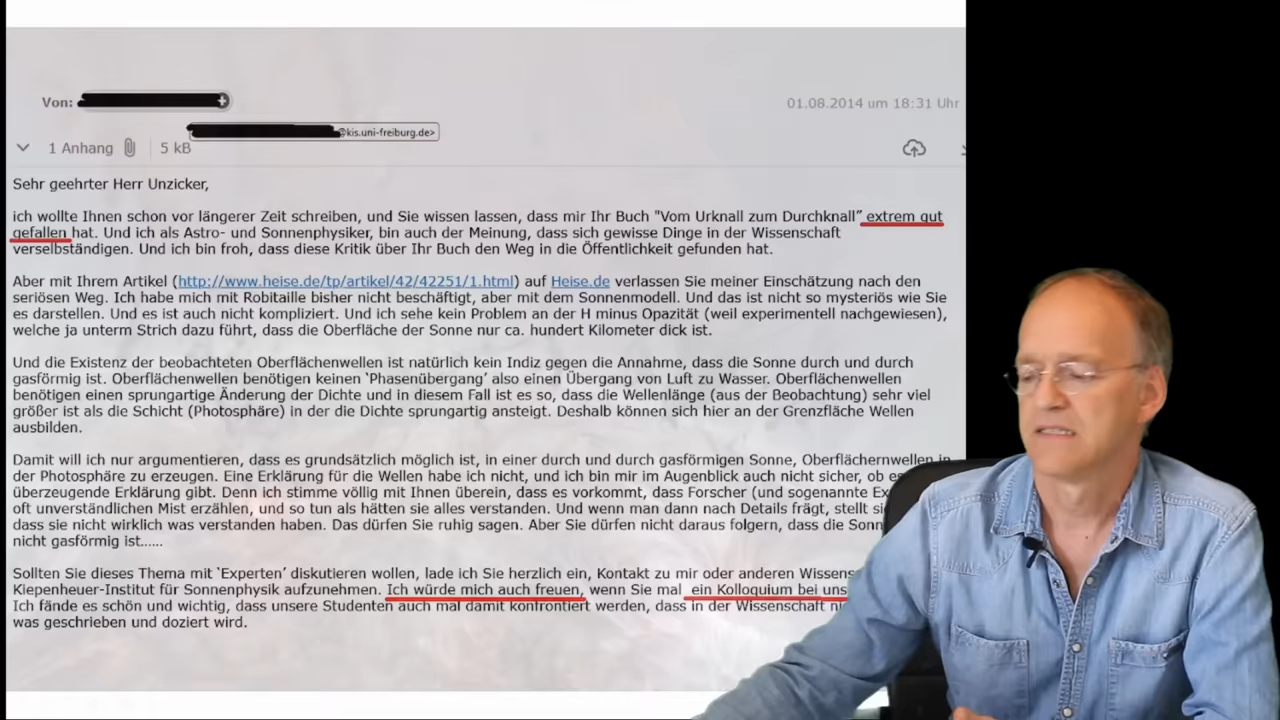 Von:
01.08.2014 um 18:31 Uhr
@kis.uni-freiburg.de>
1 Anhang 5 kB
Sehr geehrter Herr Unzicker,
ich wollte Ihnen schon vor längerer Zeit schreiben, und Sie wissen lassen, dass mir Ihr Buch "Vom Urknall zum Durchknall" extrem gut
gefallen hat. Und ich als Astro- und Sonnenphysiker, bin auch der Meinung, dass sich gewisse Dinge in der Wissenschaft
verselbständigen. Und ich bin froh, dass diese Kritik über Ihr Buch den Weg in die Öffentlichkeit gefunden hat.
Aber mit Ihrem Artikel (http://www.heise.de/tp/artikel/42/42251/1.html) auf Heise.de verlassen Sie meiner Einschätzung nach den
seriösen Weg. Ich habe mich mit Robitaille bisher nicht beschäftigt, aber mit dem Sonnenmodell. Und das ist nicht so mysteriös wie Sie
es darstellen. Und es ist auch nicht kompliziert. Und ich sehe kein Problem an der H minus Opazität (weil experimentell nachgewiesen),
welche ja unterm Strich dazu führt, dass die Oberfläche der Sonne nur ca. hundert Kilometer dick ist.
Und die Existenz der beobachteten Oberflächenwellen ist natürlich kein Indiz gegen die Annahme, dass die Sonne durch und durch
gasförmig ist. Oberflächenwellen benötigen keinen 'Phasenübergang' also einen Übergang von Luft zu Wasser. Oberflächenwellen
benötigen einen sprungartige Änderung der Dichte und in diesem Fall ist es so, dass die Wellenlänge (aus der Beobachtung) sehr viel
größer ist als die Schicht (Photosphäre) in der die Dichte sprungartig ansteigt. Deshalb können sich hier an der Grenzfläche Wellen
ausbilden.
Damit will ich nur argumentieren, dass es grundsätzlich möglich ist, in einer durch und durch gasförmigen Sonne, Oberflächernwellen in
der Photosphäre zu erzeugen. Eine Erklärung für die Wellen habe ich nicht, und ich bin mir im Augenblick auch nicht sicher, ob
überzeugende Erklärung gibt. Denn ich stimme völlig mit Ihnen überein, dass es vorkommt, dass Forscher (und sogenannte
oft unverständlichen Mist erzählen, und so tun als hätten sie alles verstanden. Und wenn man dann nach Details frägt, stellt
dass sie nicht wirklich was verstanden haben. Das dürfen Sie ruhig sagen. Aber Sie dürfen nicht daraus folgern, dass die
nicht gasförmig ist......
Sollten Sie dieses Thema mit 'Experten' diskutieren wollen, lade ich Sie herzlich ein, Kontakt zu mir oder anderen
Kiepenheuer-Institut für Sonnenphysik aufzunehmen. Ich würde mich auch freuen, wenn Sie mal ein Kolloquium bei uns
Ich fände es schön und wichtig, dass unsere Studenten auch mal damit konfrontiert werden, dass in der Wissenschaft
was geschrieben und doziert wird.